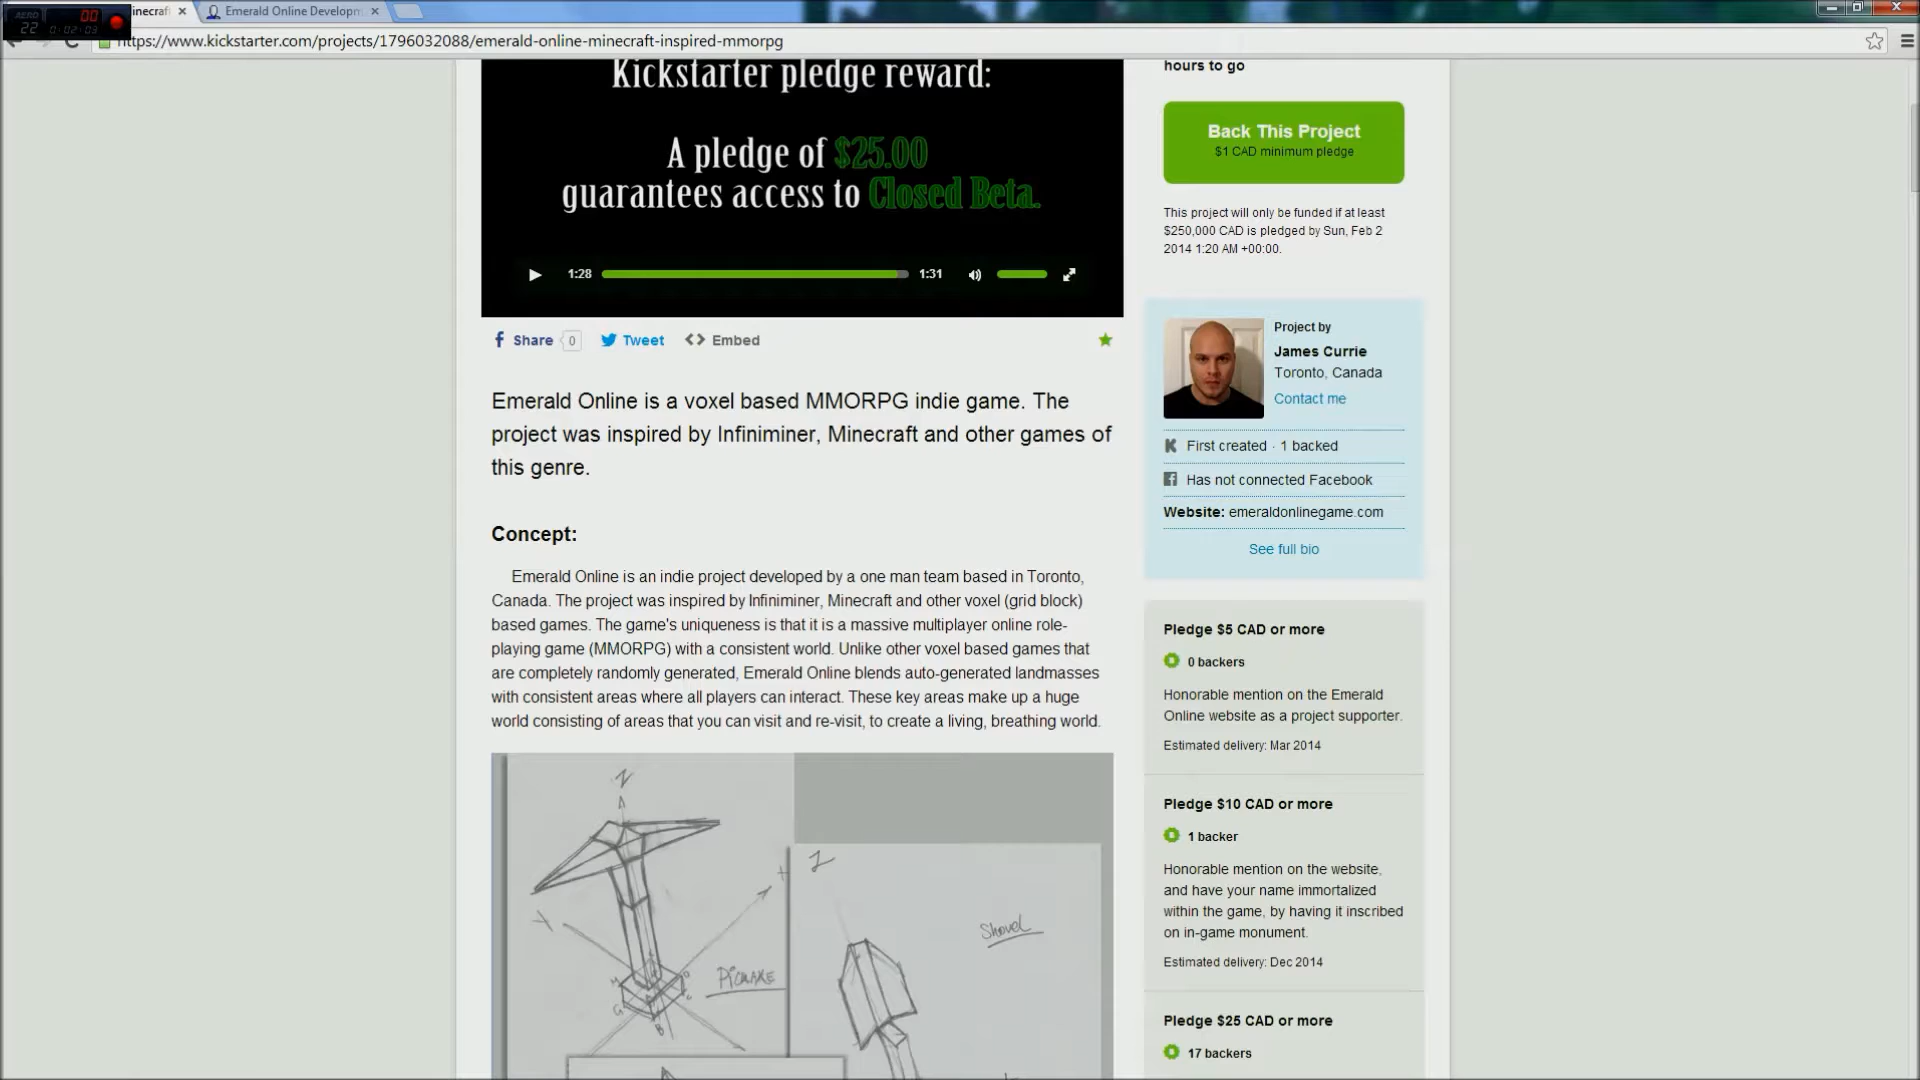 AERO 00
22 0:02:03
inecraf
Emerald Online Developm
https://www.kickstarter.com/projects/1796032088/emerald-online-minecraft-inspired-mmorpg
Kickstarter pledge reward:
A pledge of $25.00
guarantees access to Closed Beta.
1:28 1:31
Share 0 Tweet Embed
Emerald Online is a voxel based MMORPG indie game. The
project was inspired by Infiniminer, Minecraft and other games of
this genre.
Concept:
Emerald Online is an indie project developed by a one man team based in Toronto,
Canada. The project was inspired by Infiniminer, Minecraft and other voxel (grid block)
based games. The game's uniqueness is that it is a massive multiplayer online role-
playing game (MMORPG) with a consistent world. Unlike other voxel based games that
are completely randomly generated, Emerald Online blends auto-generated landmasses
with consistent areas where all players can interact. These key areas make up a huge
world consisting of areas that you can visit and re-visit, to create a living, breathing world.
Shovel
Picmaxe
hours to go
Back This Project
$1 CAD minimum pledge
This project will only be funded if at least
$250,000 CAD is pledged by Sun, Feb 2
2014 1:20 AM +00:00.
Project by
James Currie
Toronto, Canada
Contact me
First created · 1 backed
Has not connected Facebook
Website: emeraldonlinegame.com
See full bio
Pledge $5 CAD or more
0 backers
Honorable mention on the Emerald
Online website as a project supporter.
Estimated delivery: Mar 2014
Pledge $10 CAD or more
1 backer
Honorable mention on the website,
and have your name immortalized
within the game, by having it inscribed
on in-game monument.
Estimated delivery: Dec 2014
Pledge $25 CAD or more
17 backers